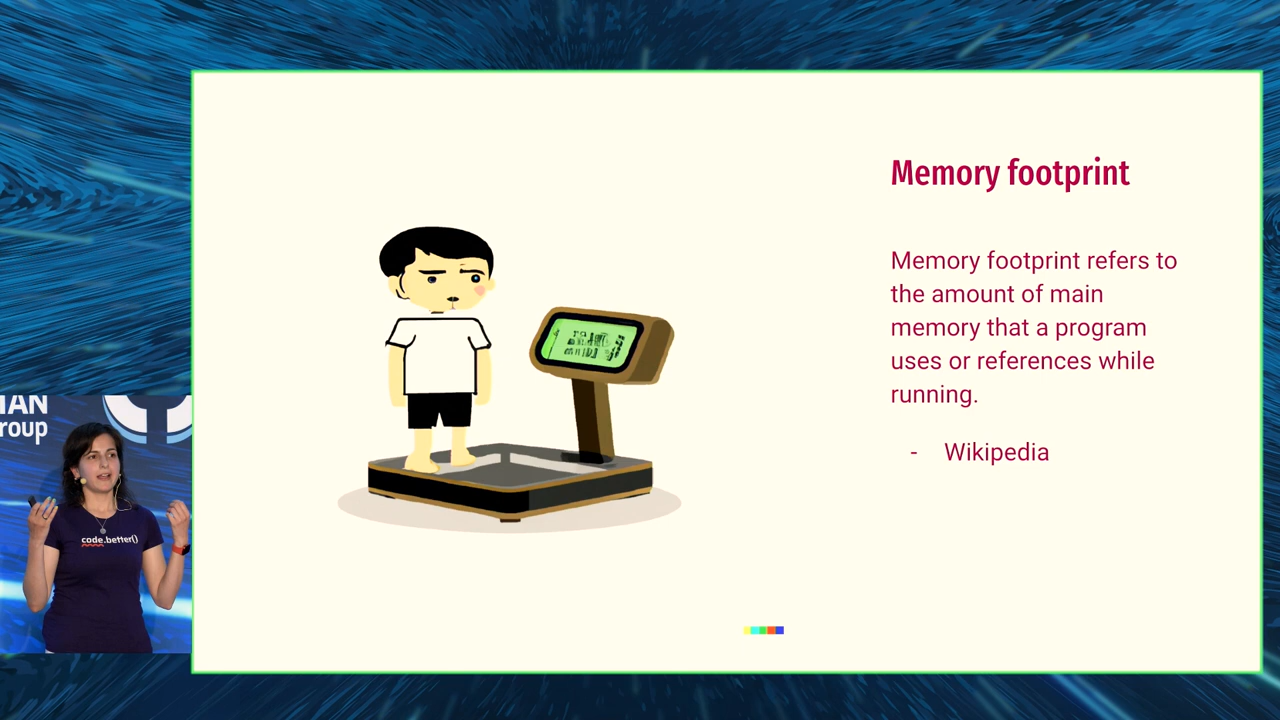 Memory footprint
Memory footprint refers to
the amount of main
memory that a program
uses or references while
running.
- Wikipedia
IAN
roup
code.better()